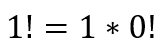 1! = 1 * 0!